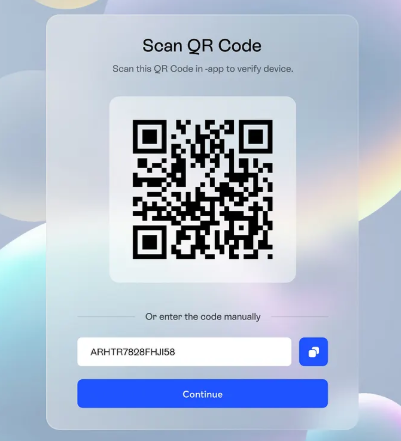 Scan QR Code
Scan this QR Code in -app to verify device.
Or enter the code manually
ARHTR7828FHJI58
Continue